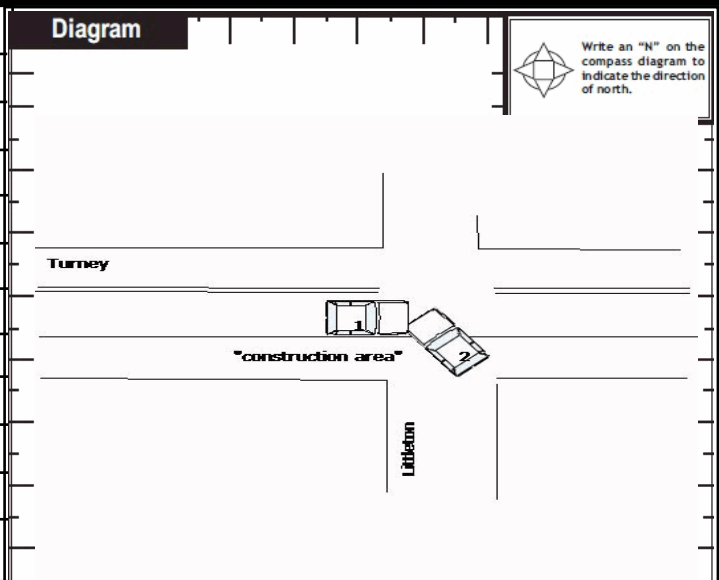 Diagram
Write an “N” on the
compass diagram to
indicate the direction
of north.
Turney
1
2
"construction area"
Littleton